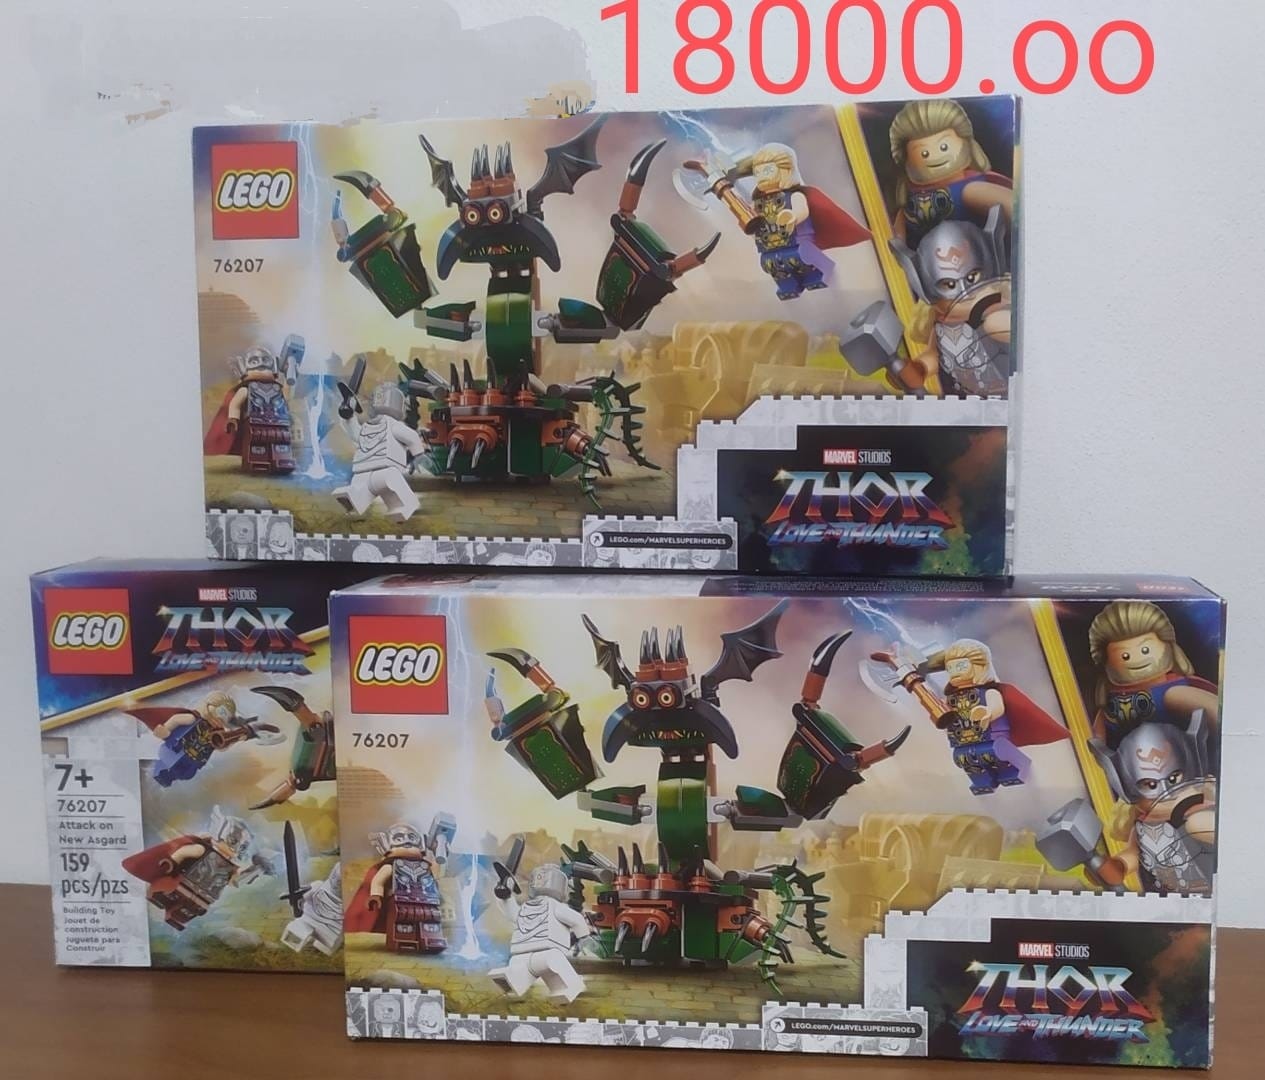 18000.oo
LEGO
76207
MARVEL STUDIOS
THOR
LOVE AND THUNDER
LEGO.com/MARVELSUPERHEROES
LEGO
MARVEL STUDIOS
THOR
LOVE AND THUNDER
7+
76207
Attack on
New Asgard
159
pcs/pzs
Building Toy
Jouet de
construction
Juguete para
Construir
LEGO
76207
MARVEL STUDIOS
THOR
LOVE AND THUNDER
LEGO.com/MARVELSUPERHEROES